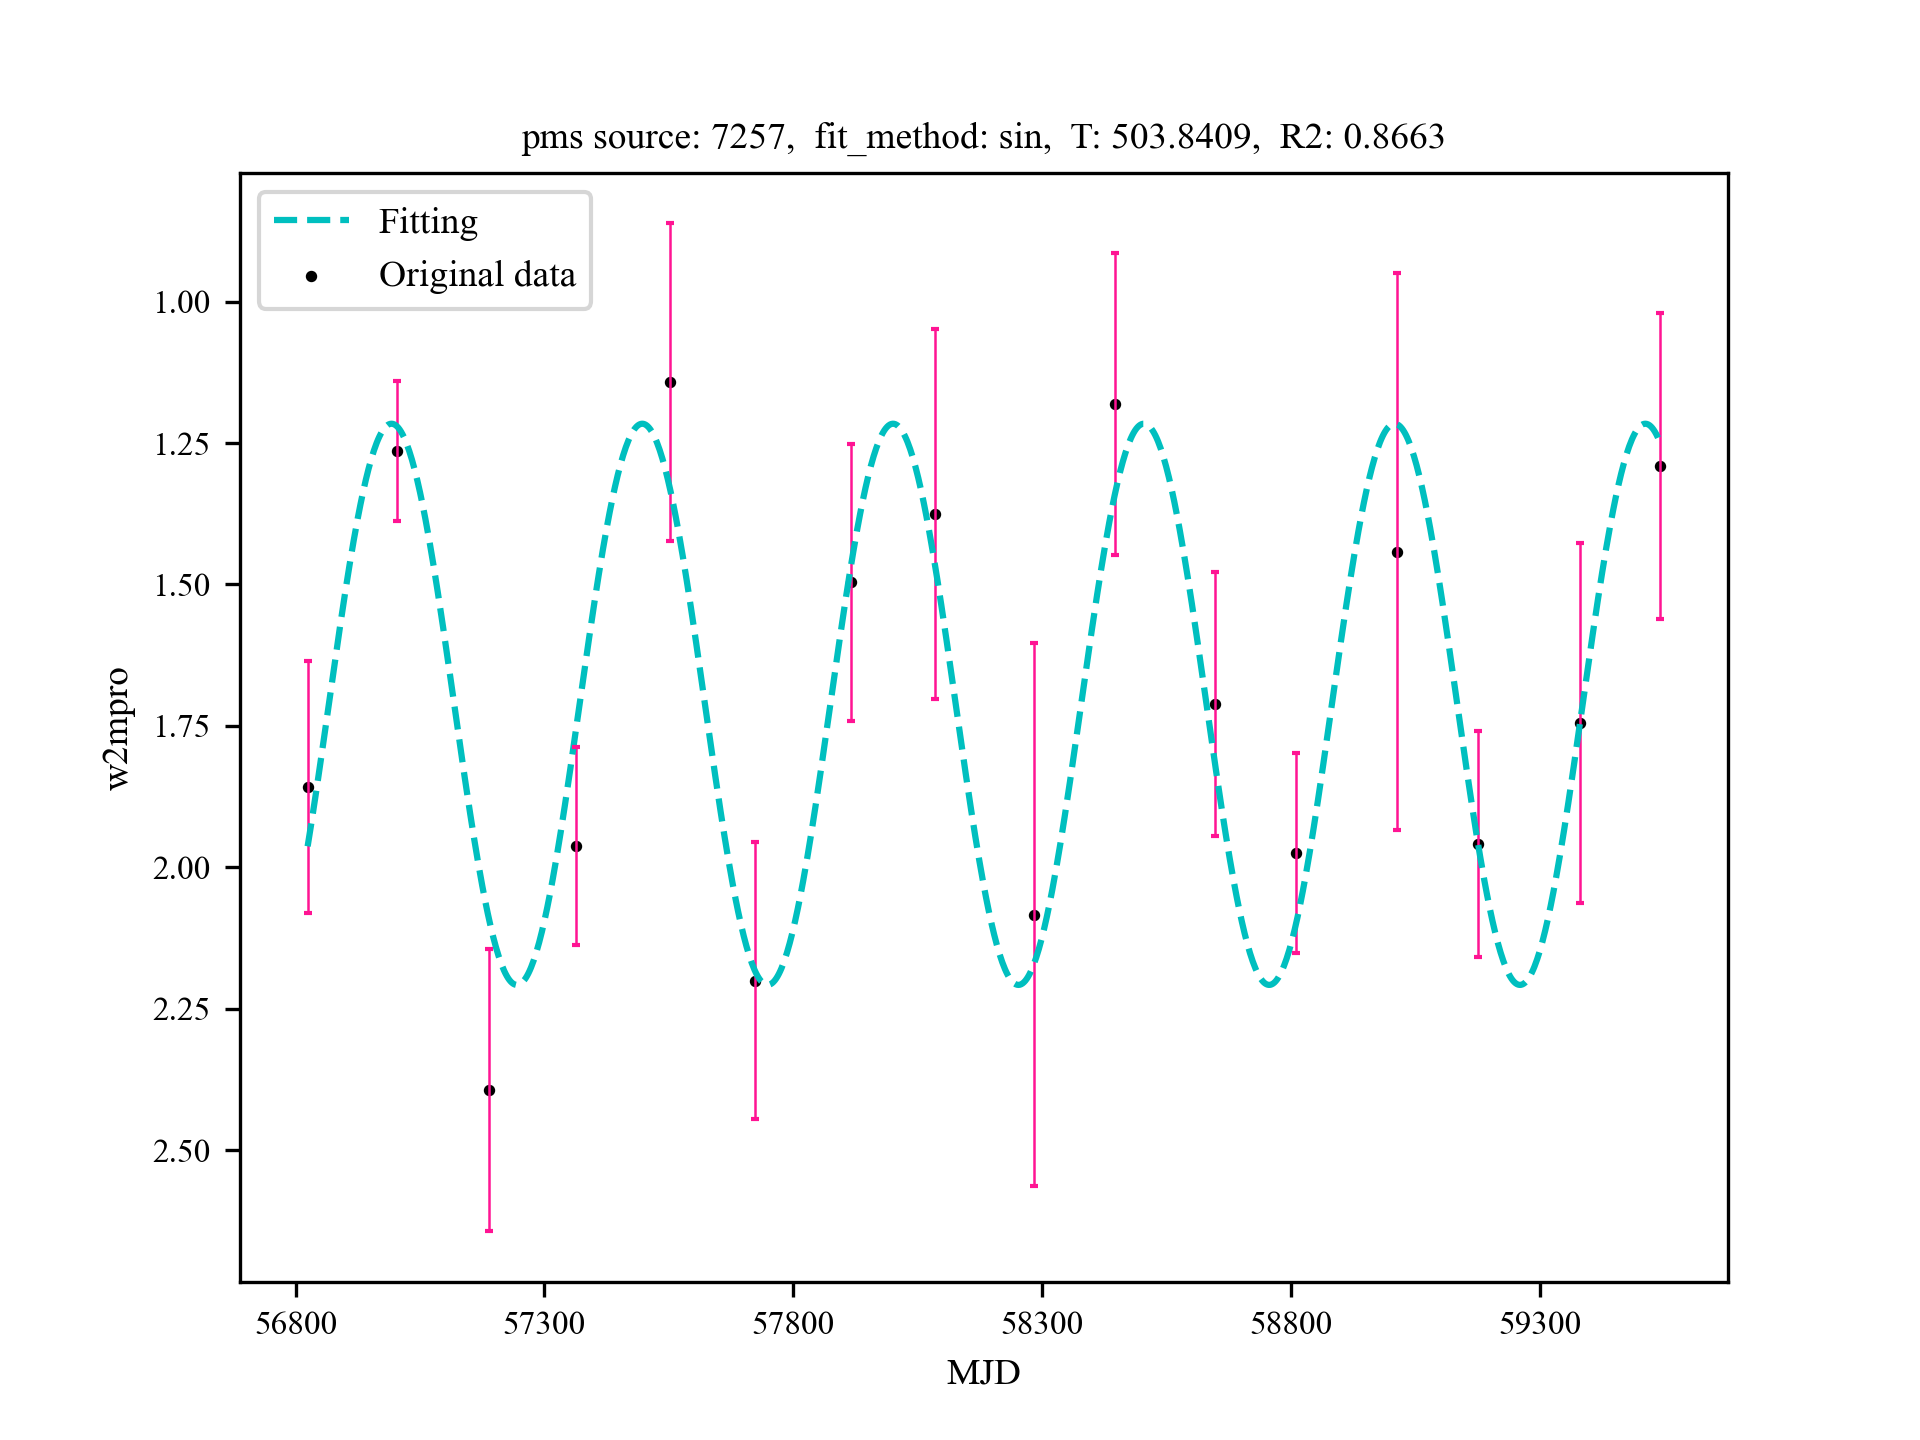 pms source: 7257,  fit_method: sin,  T: 503.8409,  R2: 0.8663
Fitting
Original data
1.00
1.25
1.50
1.75
2.00
2.25
2.50
w2mpro
56800
57300
57800
58300
58800
59300
MJD